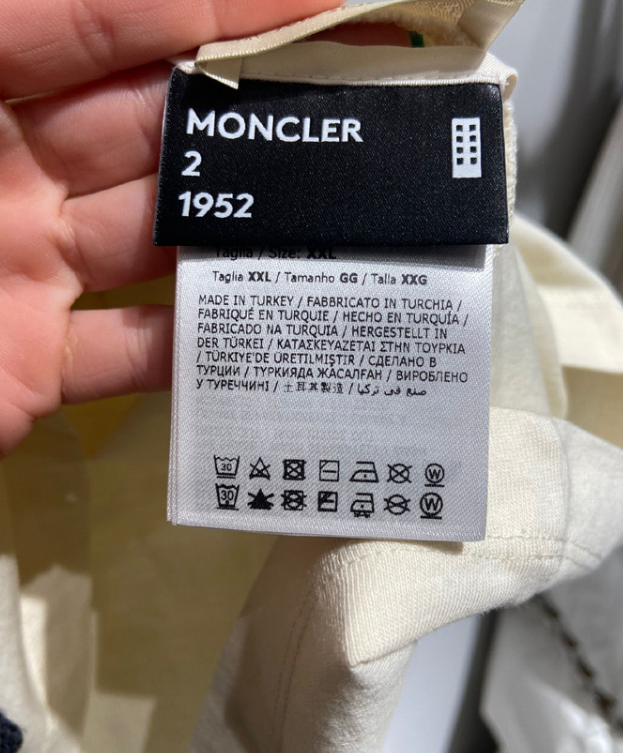 MONCLER
2
1952
Taglia / Size: XXL
Taglia XXL / Tamanho GG / Talla XXG
MADE IN TURKEY / FABBRICATO IN TURCHIA /
FABRIQUÉ EN TURQUIE / HECHO EN TURQUÍA /
FABRICADO NA TURQUIA / HERGESTELLT IN
DER TÜRKEI / ΚΑΤΑΣΚΕΥΑΖΕΤΑΙ ΣΤΗΝ ΤΟΥΡΚΙΑ
/ TÜRKİYE'DE ÜRETİLMİŞTİR / СДЕЛАНО В
ТУРЦИИ / ТУРКИЯДА ЖАСАЛҒАН / ВИРОБЛЕНО
У ТУРЕЧЧИНІ / 土耳其製造 / صنع في تركيا
30 W
30 W